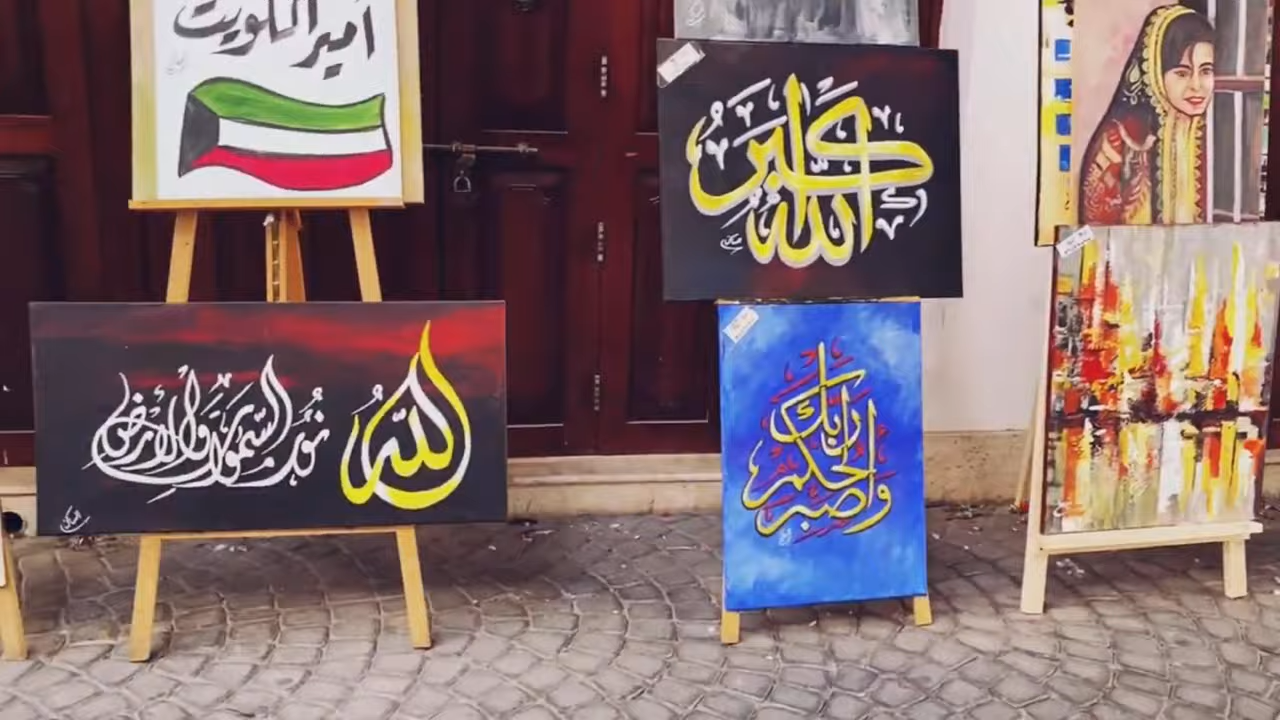 أمير الكويت
الله أكبر
الله نور السموات والأرض
واصبر لحكم ربك